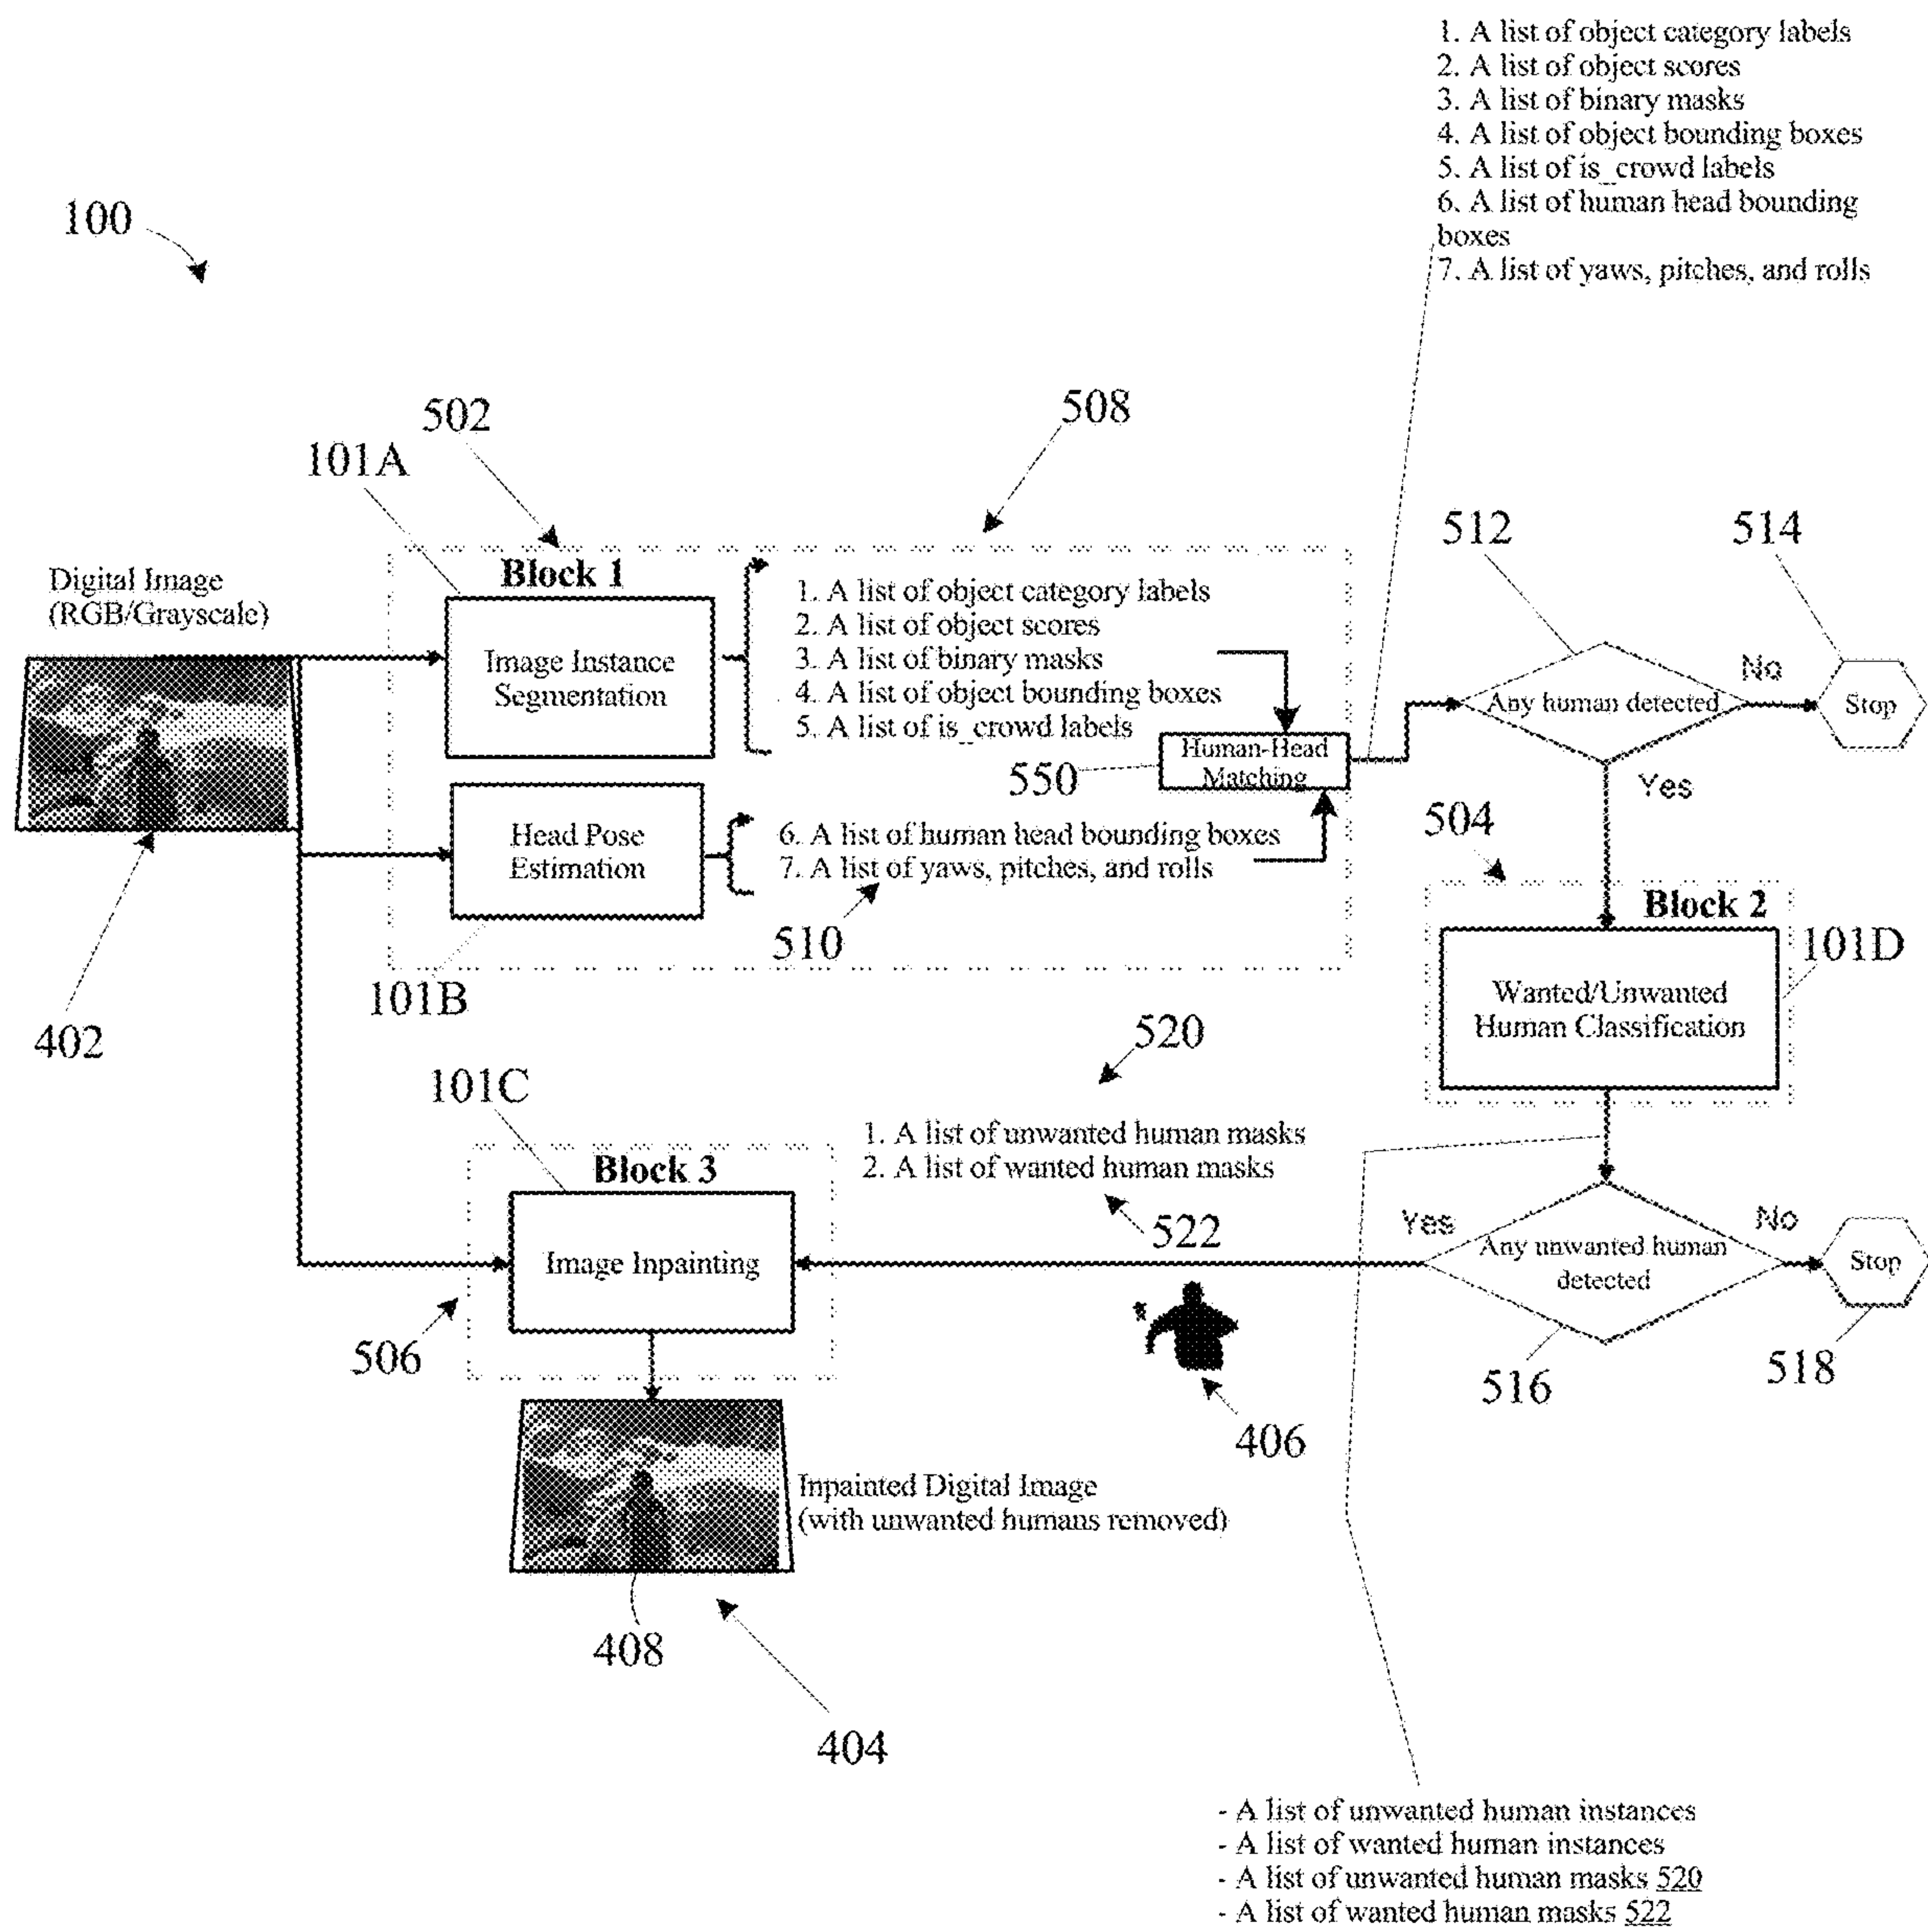 1. A list of object category labels
2. A list of object scores
3. A list of binary masks
4. A list of object bounding boxes
5. A list of is_crowd labels
6. A list of human head bounding
boxes
7. A list of yaws, pitches, and rolls
100
502
508
101A
512
514
Digital Image
(RGB/Grayscale)
Block 1
Image Instance
Segmentation
1. A list of object category labels
2. A list of object scores
3. A list of binary masks
4. A list of object bounding boxes
5. A list of is_crowd labels
Human-Head
Matching
550
Any human detected
No
Stop
Yes
Head Pose
Estimation
6. A list of human head bounding boxes
7. A list of yaws, pitches, and rolls
510
504
101B
402
Block 2
101D
Wanted/Unwanted
Human Classification
520
101C
1. A list of unwanted human masks
2. A list of wanted human masks
522
Block 3
Image Inpainting
506
Yes
No
Any unwanted human
detected
Stop
516
518
406
Inpainted Digital Image
(with unwanted humans removed)
408
404
- A list of unwanted human instances
- A list of wanted human instances
- A list of unwanted human masks 520
- A list of wanted human masks 522